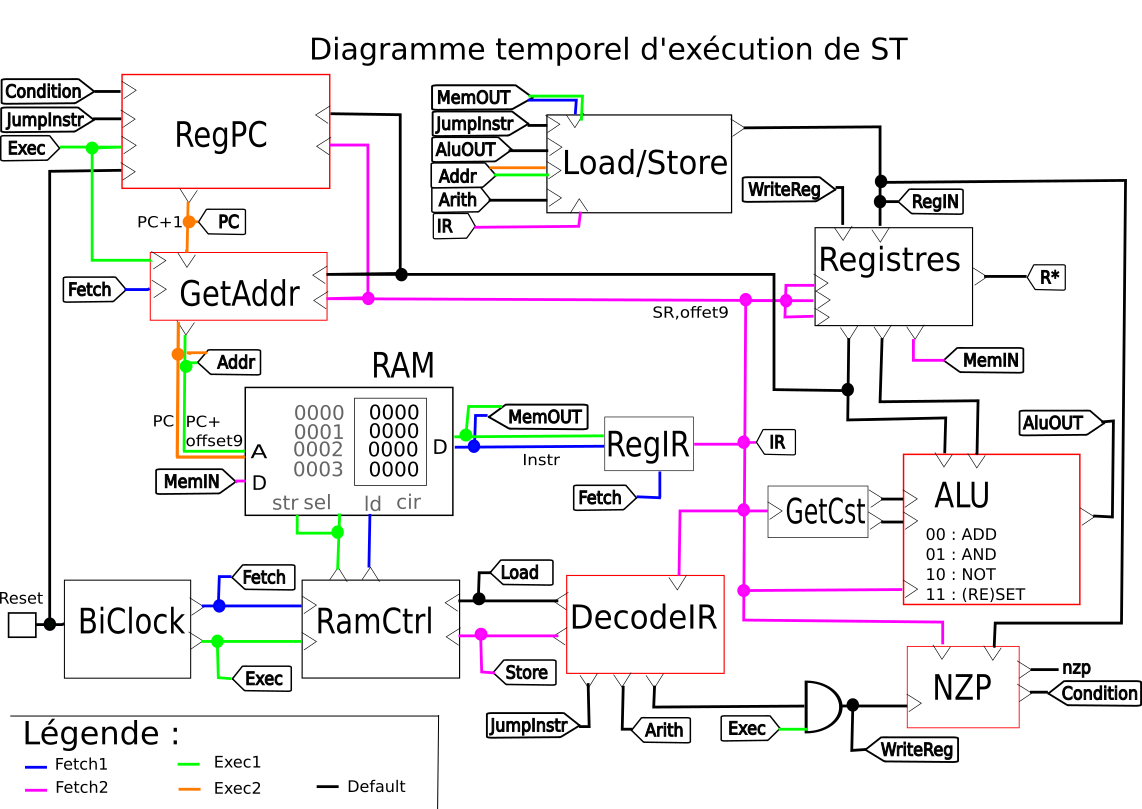 Diagramme temporel d'exécution de ST
Condition
JumpInstr
Exec
RegPC
PC+1
PC
Fetch
GetAddr
Addr
MemOUT
JumpInstr
AluOUT
Addr
Arith
IR
Load/Store
WriteReg
RegIN
Registres
R*
SR,offet9
MemIN
RAM
PC
PC+
offset9
MemIN
0000 0000
0001 0000
0002 0000
0003 0000
A
D
D
str sel ld cir
MemOUT
Instr
RegIR
Fetch
IR
AluOUT
GetCst
ALU
00 : ADD
01 : AND
10 : NOT
11 : (RE)SET
Reset
BiClock
Fetch
Exec
RamCtrl
Load
Store
DecodeIR
JumpInstr
Arith
Exec
WriteReg
NZP
nzp
Condition
Légende :
Fetch1
Exec1
Fetch2
Exec2
Default